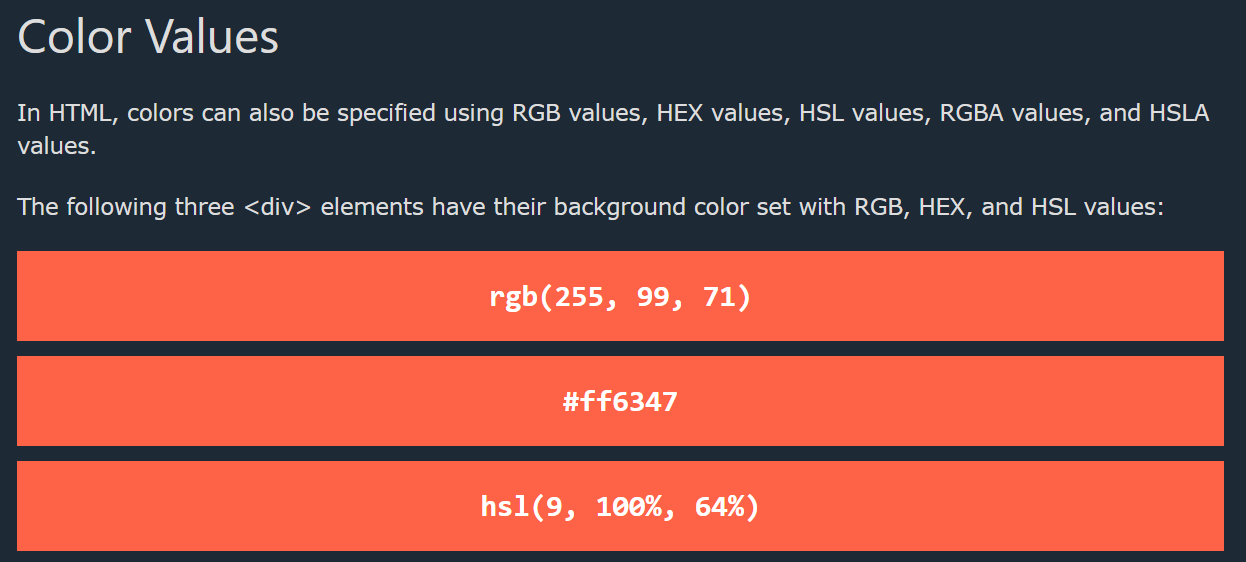 Color Values
In HTML, colors can also be specified using RGB values, HEX values, HSL values, RGBA values, and HSLA
values.
The following three <div> elements have their background color set with RGB, HEX, and HSL values:
rgb(255, 99, 71)
#ff6347
hsl(9, 100%, 64%)